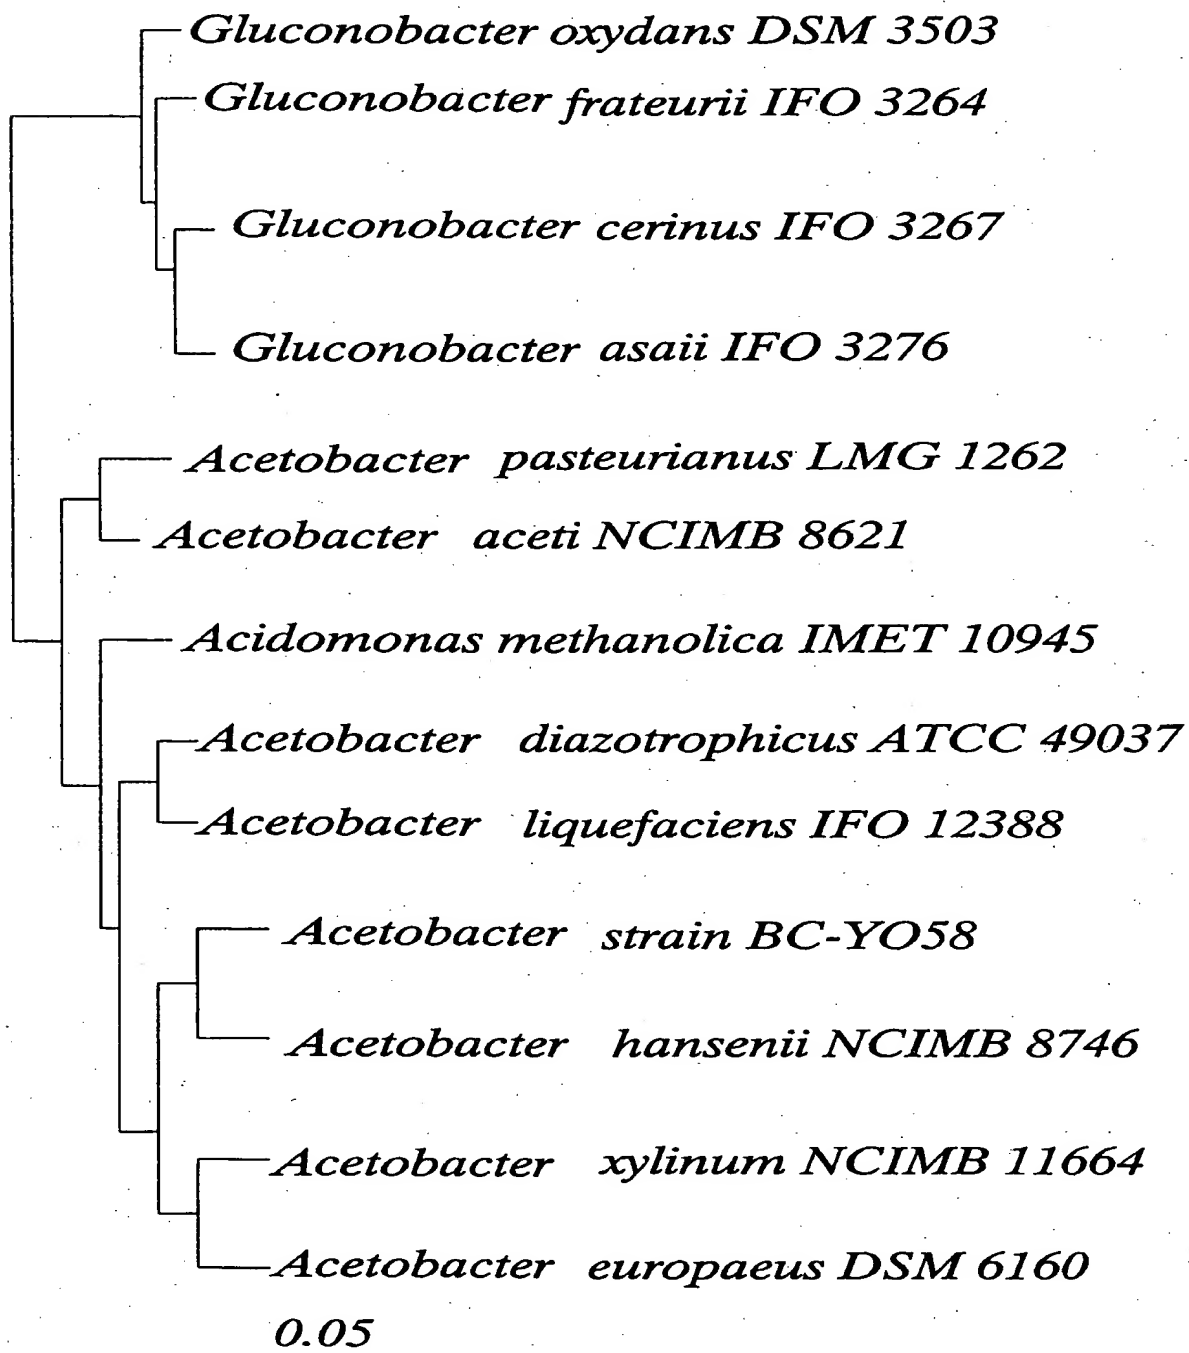 Gluconobacter oxydans DSM 3503
Gluconobacter frateurii IFO 3264
Gluconobacter cerinus IFO 3267
Gluconobacter asaii IFO 3276
Acetobacter pasteurianus LMG 1262
Acetobacter aceti NCIMB 8621
Acidomonas methanolica IMET 10945
Acetobacter diazotrophicus ATCC 49037
Acetobacter liquefaciens IFO 12388
Acetobacter strain BC-YO58
Acetobacter hansenii NCIMB 8746
Acetobacter xylinum NCIMB 11664
Acetobacter europaeus DSM 6160
0.05